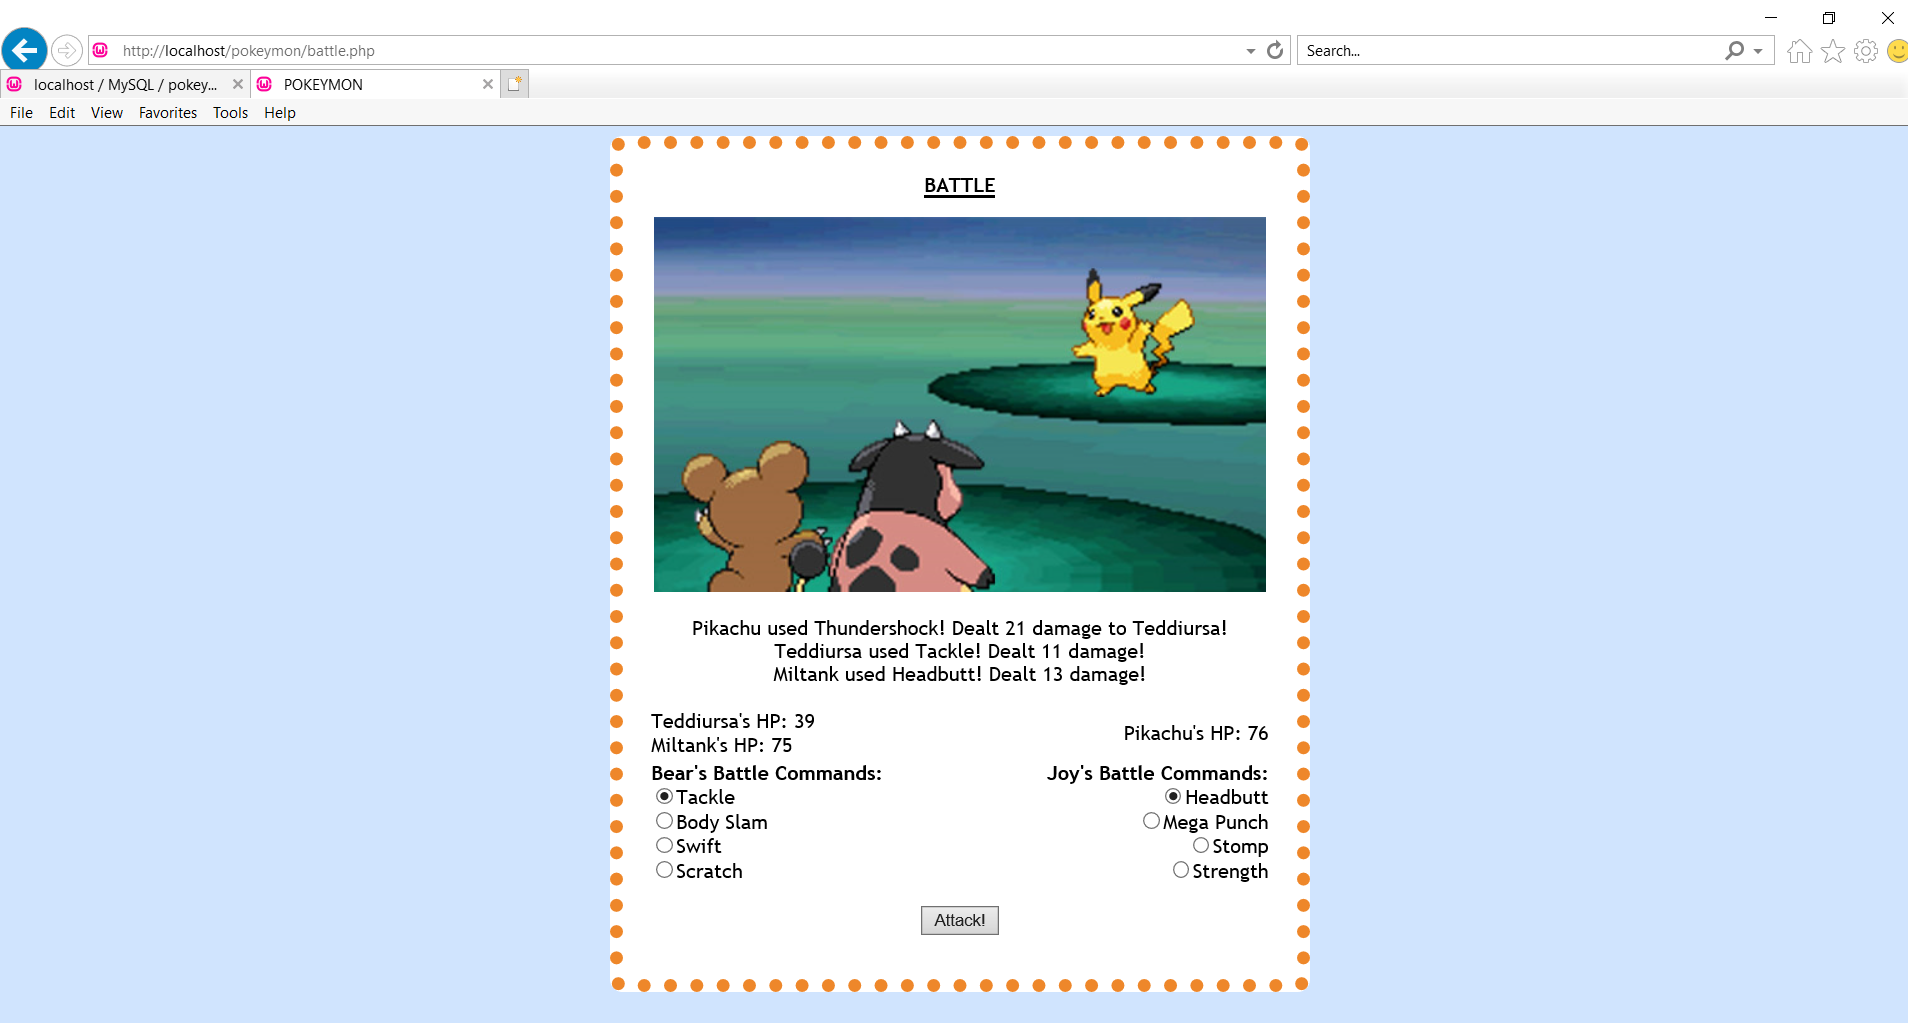 http://localhost/pokeymon/battle.php
Search...
localhost / MySQL / pokey...
POKEYMON
File Edit View Favorites Tools Help
BATTLE
Pikachu used Thundershock! Dealt 21 damage to Teddiursa!
Teddiursa used Tackle! Dealt 11 damage!
Miltank used Headbutt! Dealt 13 damage!
Teddiursa's HP: 39
Miltank's HP: 75
Pikachu's HP: 76
Bear's Battle Commands:
Tackle
Body Slam
Swift
Scratch
Joy's Battle Commands:
Headbutt
Mega Punch
Stomp
Strength
Attack!